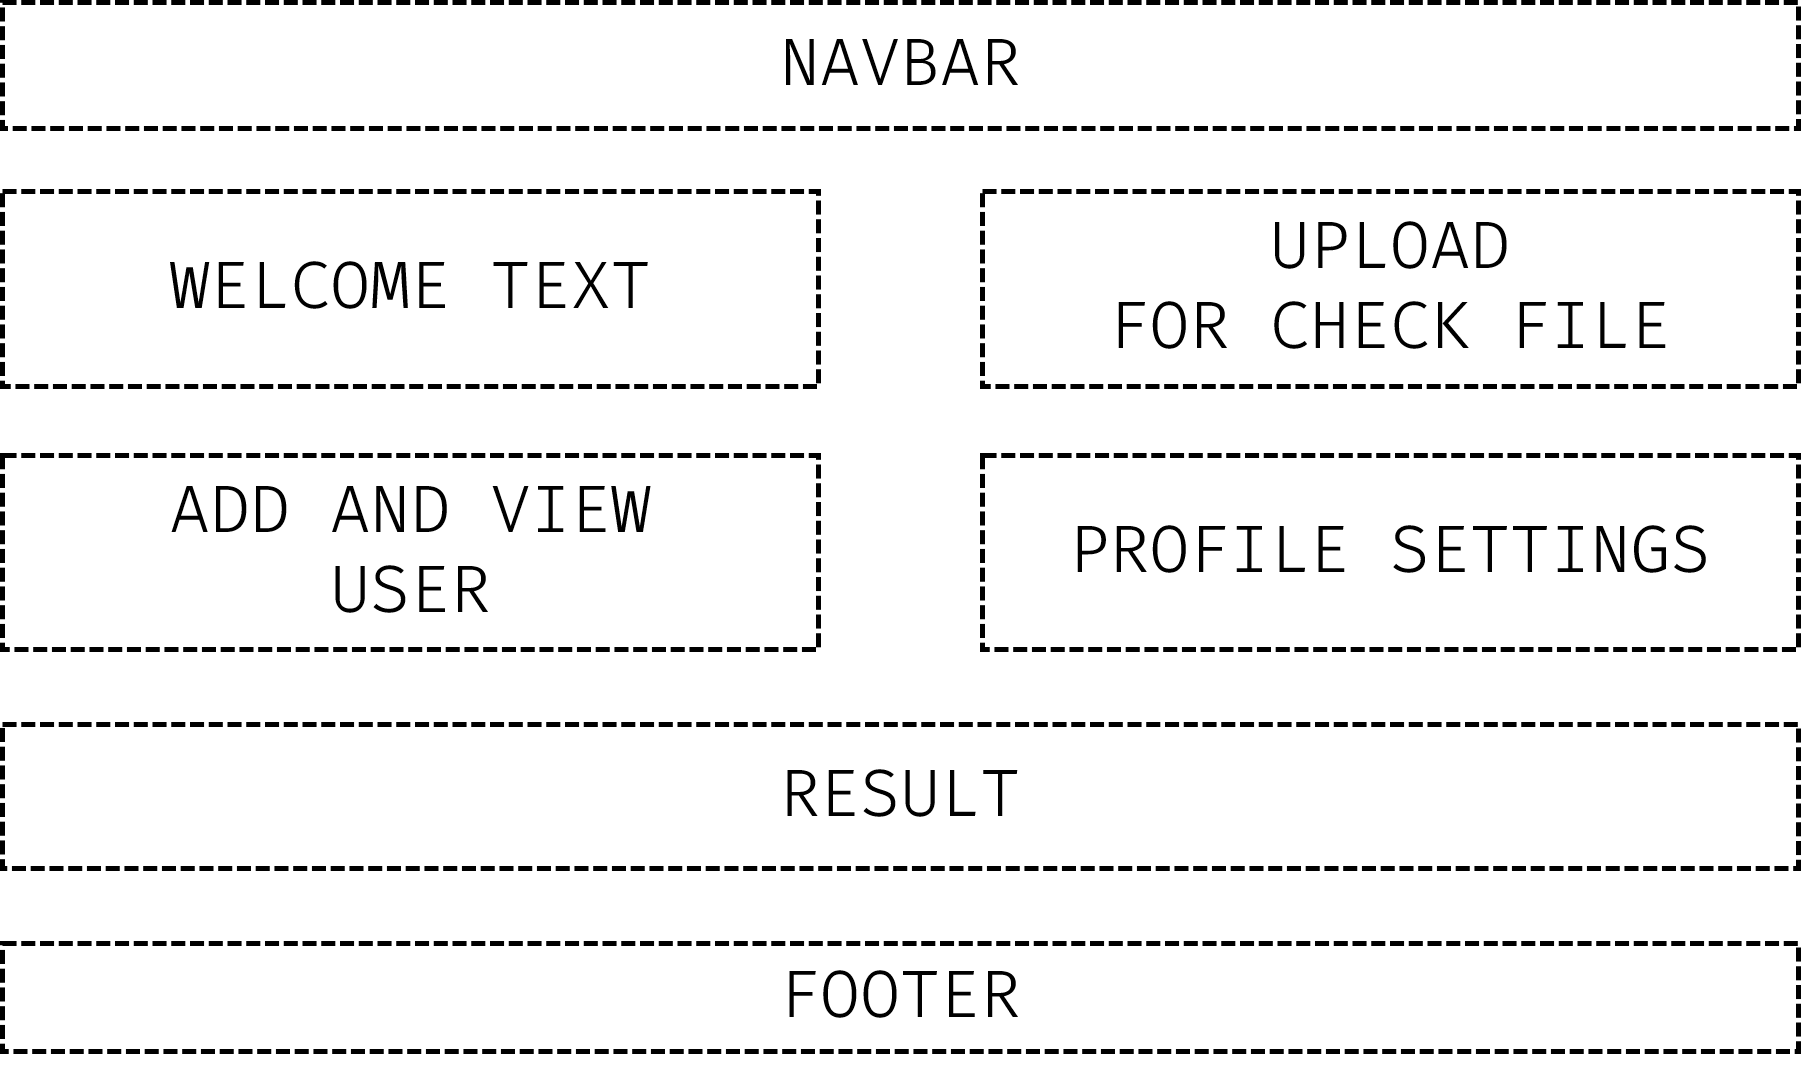 NAVBAR
WELCOME TEXT
UPLOAD
FOR CHECK FILE
ADD AND VIEW
USER
PROFILE SETTINGS
RESULT
FOOTER